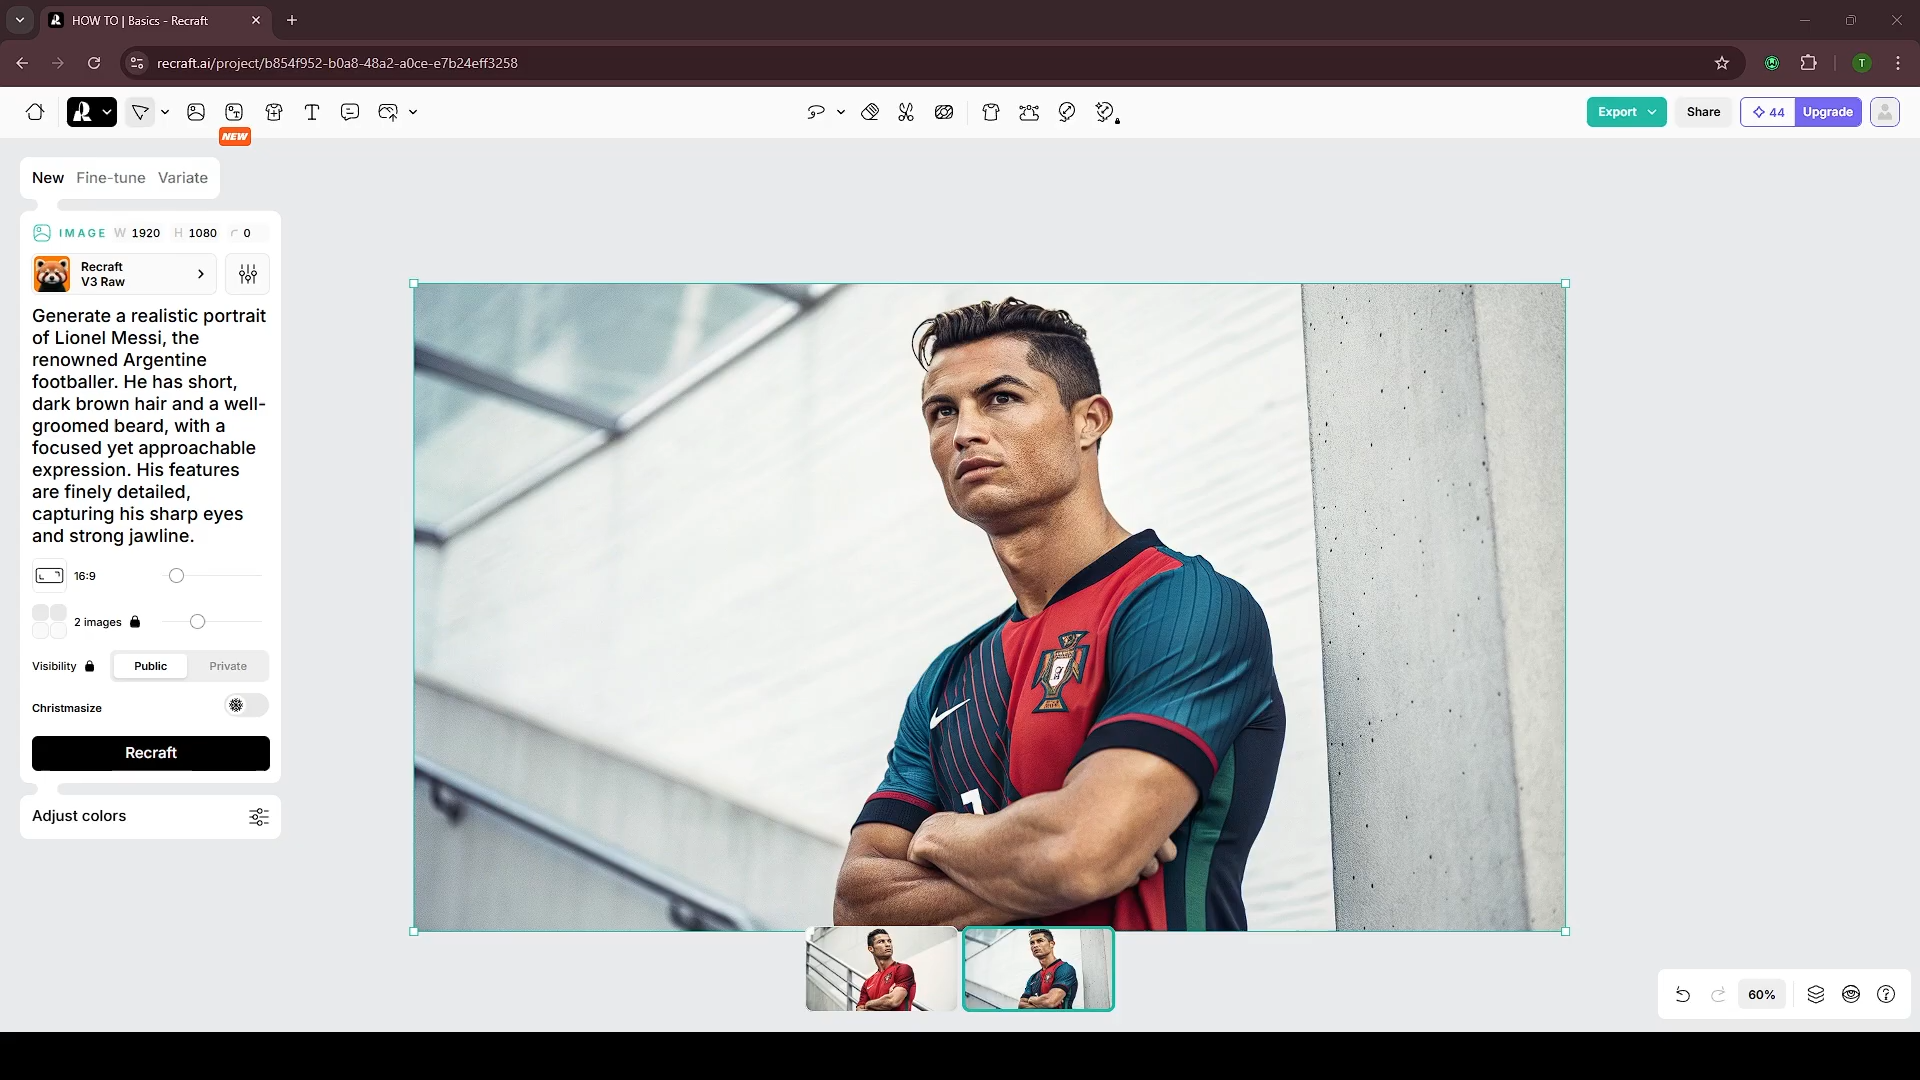 HOW TO | Basics - Recraft
recraft.ai/project/b854f952-b0a8-48a2-a0ce-e7b24eff3258
T
NEW
Export
Share
44
Upgrade
New Fine-tune Variate
IMAGE W 1920 H 1080 0
Recraft
V3 Raw
Generate a realistic portrait
of Lionel Messi, the
renowned Argentine
footballer. He has short,
dark brown hair and a well-
groomed beard, with a
focused yet approachable
expression. His features
are finely detailed,
capturing his sharp eyes
and strong jawline.
16:9
2 images
Visibility Public Private
Christmasize
Recraft
Adjust colors
60%